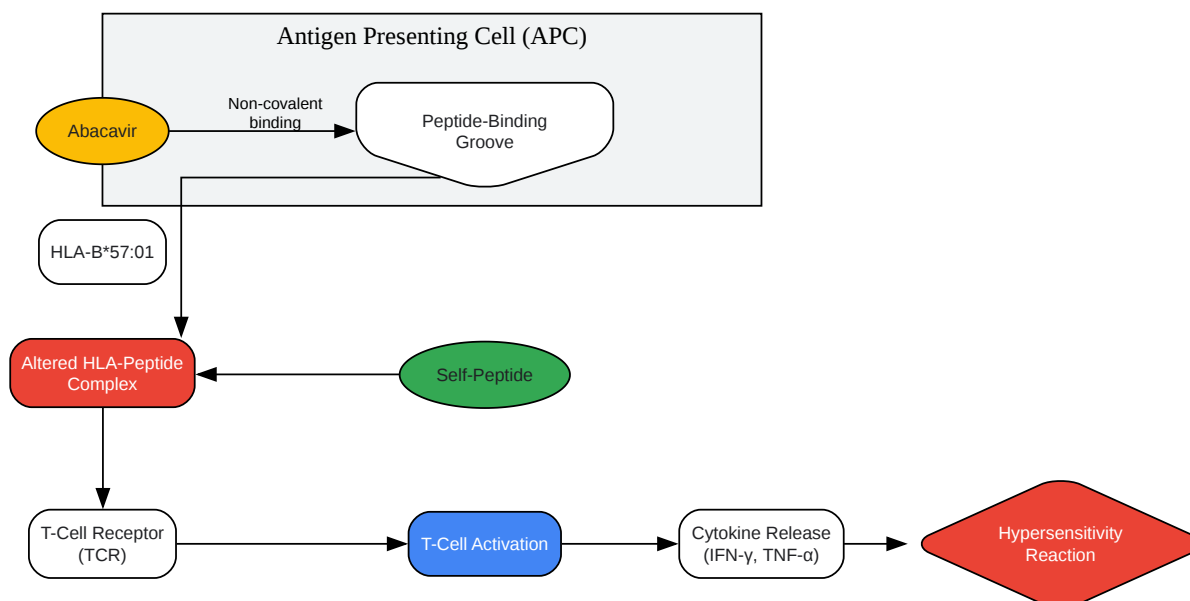 Antigen Presenting Cell (APC)
Non-covalent
binding
Abacavir
Peptide-Binding
Groove
HLA-B*57:01
Altered HLA-Peptide
Complex
Self-Peptide
T-Cell Receptor
(TCR)
T-Cell Activation
Cytokine Release
(IFN-γ, TNF-α)
Hypersensitivity
Reaction